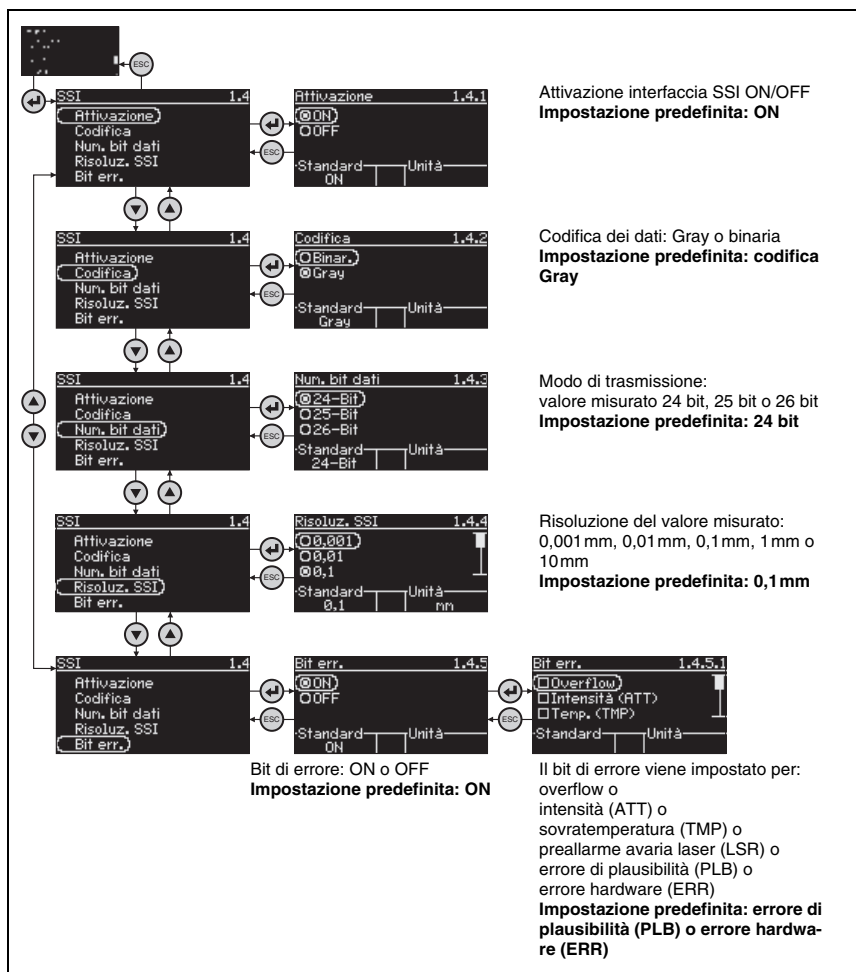 ESC
SSI 1.4
Attivazione
Codifica
Num. bit dati
Risoluz. SSI
Bit err.
ESC
Attivazione 1.4.1
ON
OFF
Standard Unità
ON
Attivazione interfaccia SSI ON/OFF
Impostazione predefinita: ON
SSI 1.4
Attivazione
Codifica
Num. bit dati
Risoluz. SSI
Bit err.
ESC
Codifica 1.4.2
Binar.
Gray
Standard Unità
Gray
Codifica dei dati: Gray o binaria
Impostazione predefinita: codifica
Gray
SSI 1.4
Attivazione
Codifica
Num. bit dati
Risoluz. SSI
Bit err.
ESC
Num. bit dati 1.4.3
24-Bit
25-Bit
26-Bit
Standard Unità
24-Bit
Modo di trasmissione:
valore misurato 24 bit, 25 bit o 26 bit
Impostazione predefinita: 24 bit
SSI 1.4
Attivazione
Codifica
Num. bit dati
Risoluz. SSI
Bit err.
ESC
Risoluz. SSI 1.4.4
0,001
0,01
0,1
Standard Unità
0,1 mm
Risoluzione del valore misurato:
0,001 mm, 0,01 mm, 0,1 mm, 1 mm o
10 mm
Impostazione predefinita: 0,1 mm
SSI 1.4
Attivazione
Codifica
Num. bit dati
Risoluz. SSI
Bit err.
ESC
Bit err. 1.4.5
ON
OFF
Standard Unità
ON
ESC
Bit err. 1.4.5.1
Overflow
Intensità (ATT)
Temp. (TMP)
Standard Unità
Bit di errore: ON o OFF
Impostazione predefinita: ON
Il bit di errore viene impostato per:
overflow o
intensità (ATT) o
sovratemperatura (TMP) o
preallarme avaria laser (LSR) o
errore di plausibilità (PLB) o
errore hardware (ERR)
Impostazione predefinita: errore di
plausibilità (PLB) o errore hardwa-
re (ERR)